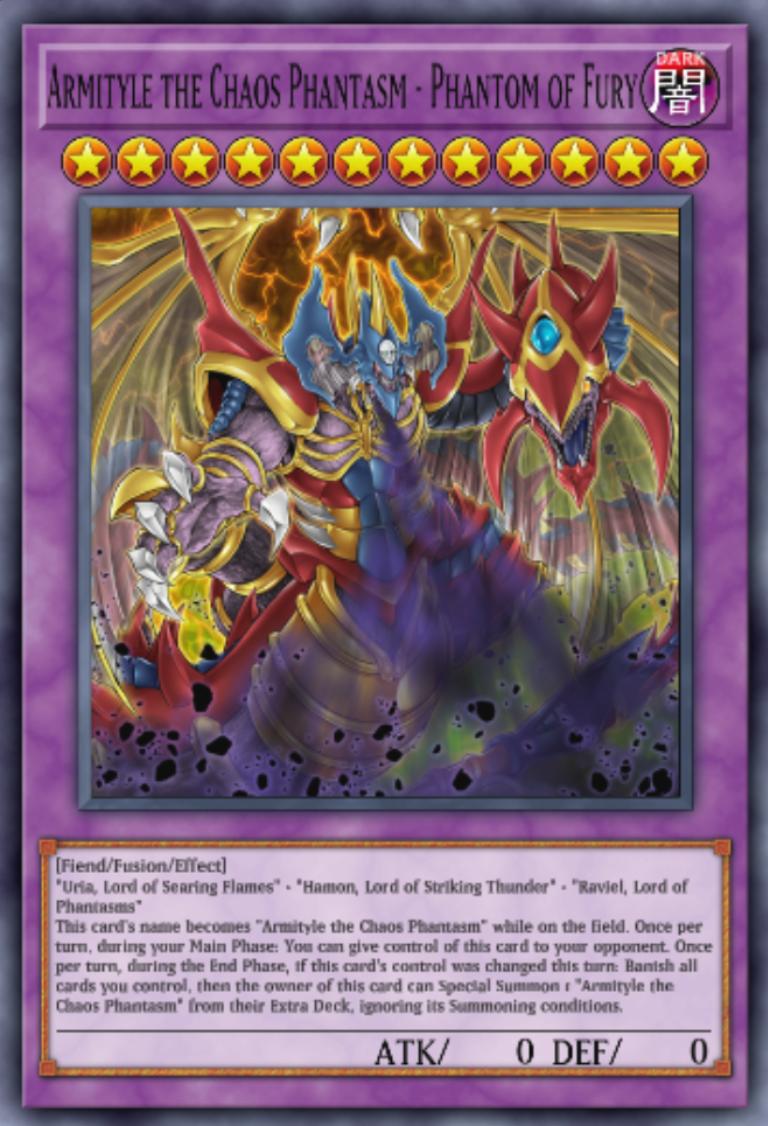 Armityle the Chaos Phantasm - Phantom of Fury
DARK
闇
[Fiend/Fusion/Effect]
"Uria, Lord of Searing Flames" - "Hamon, Lord of Striking Thunder" - "Raviel, Lord of
Phantasms"
This card's name becomes "Armityle the Chaos Phantasm" while on the field. Once per
turn, during your Main Phase: You can give control of this card to your opponent. Once
per turn, during the End Phase, if this card's control was changed this turn: Banish all
cards you control, then the owner of this card can Special Summon 1 "Armityle the
Chaos Phantasm" from their Extra Deck, ignoring its Summoning conditions.
ATK/ 0 DEF/ 0